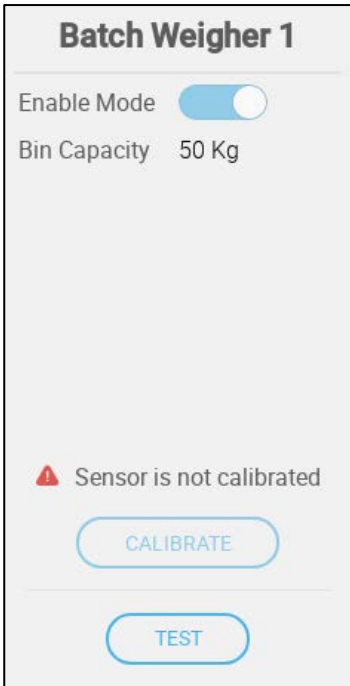 Batch Weigher 1
Enable Mode
Bin Capacity 50 Kg
Sensor is not calibrated
CALIBRATE
TEST